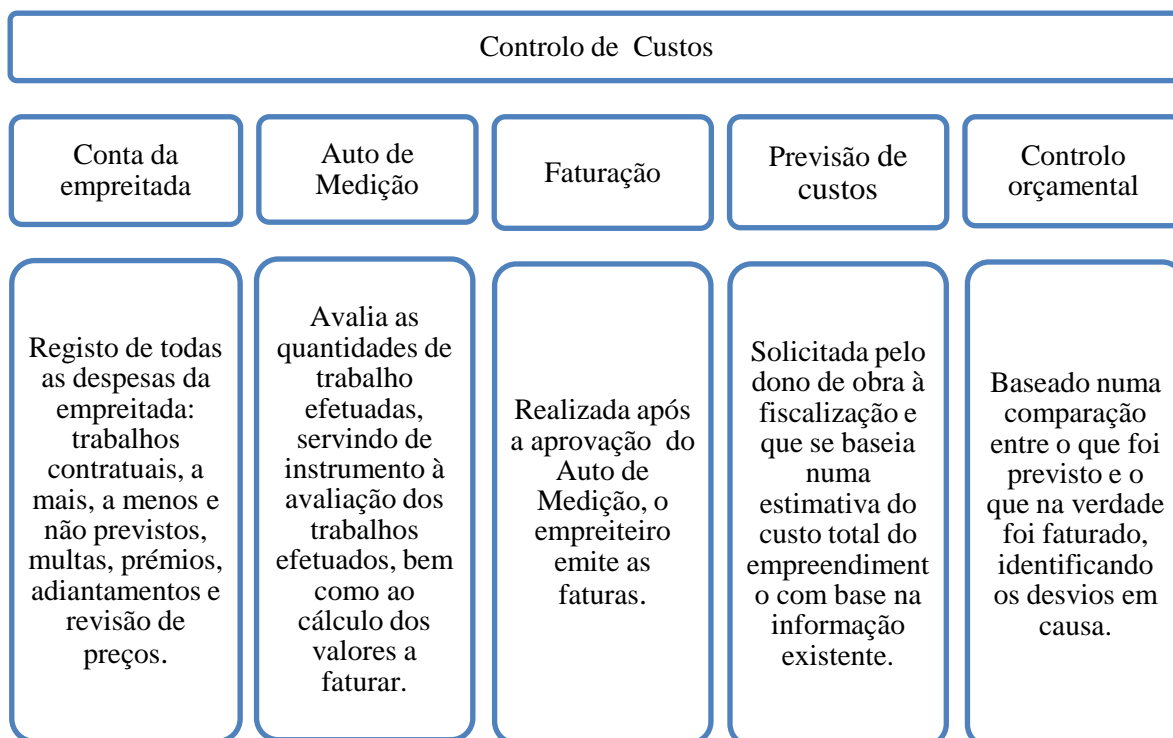 Controlo de Custos
Conta da
empreitada
Auto de
Medição
Faturação
Previsão de
custos
Controlo
orçamental
Registo de todas
as despesas da
empreitada:
trabalhos
contratuais, a
mais, a menos e
não previstos,
multas, prémios,
adiantamentos e
revisão de
preços.
Avalia as
quantidades de
trabalho
efetuadas,
servindo de
instrumento à
avaliação dos
trabalhos
efetuados, bem
como ao
cálculo dos
valores a
faturar.
Realizada após
a aprovação do
Auto de
Medição, o
empreiteiro
emite as
faturas.
Solicitada pelo
dono de obra à
fiscalização e
que se baseia
numa
estimativa do
custo total do
empreendiment
o com base na
informação
existente.
Baseado numa
comparação
entre o que foi
previsto e o
que na verdade
foi faturado,
identificando
os desvios em
causa.